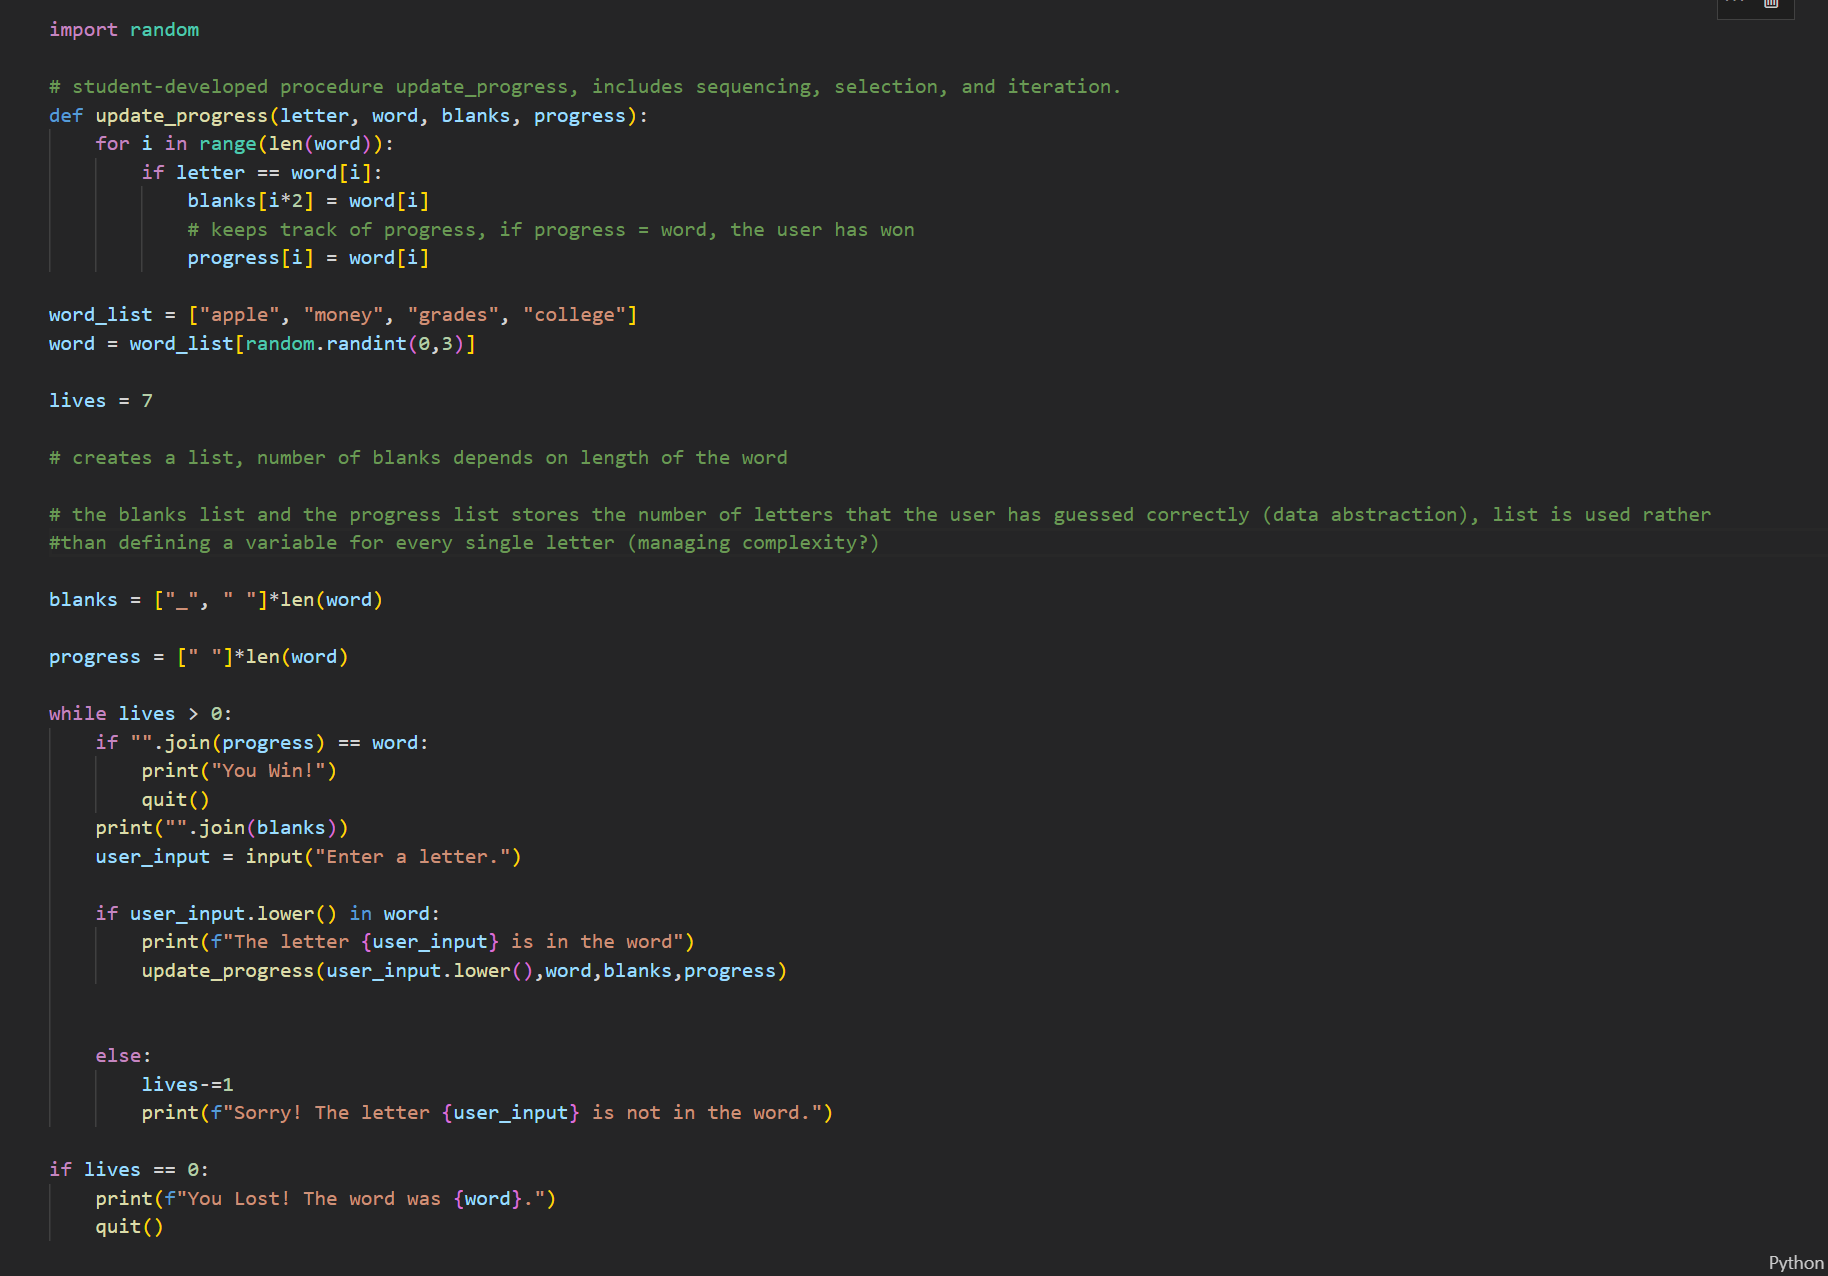 import random
# student-developed procedure update_progress, includes sequencing, selection, and iteration.
def update_progress(letter, word, blanks, progress):
    for i in range(len(word)):
        if letter == word[i]:
            blanks[i*2] = word[i]
            # keeps track of progress, if progress = word, the user has won
            progress[i] = word[i]
word_list = ["apple", "money", "grades", "college"]
word = word_list[random.randint(0,3)]
lives = 7
# creates a list, number of blanks depends on length of the word
# the blanks list and the progress list stores the number of letters that the user has guessed correctly (data abstraction), list is used rather
#than defining a variable for every single letter (managing complexity?)
blanks = ["_", " "]*len(word)
progress = [" "]*len(word)
while lives > 0:
    if "".join(progress) == word:
        print("You Win!")
        quit()
    print("".join(blanks))
    user_input = input("Enter a letter.")
    if user_input.lower() in word:
        print(f"The letter {user_input} is in the word")
        update_progress(user_input.lower(),word,blanks,progress)
    else:
        lives-=1
        print(f"Sorry! The letter {user_input} is not in the word.")
if lives == 0:
    print(f"You Lost! The word was {word}.")
    quit()
Python